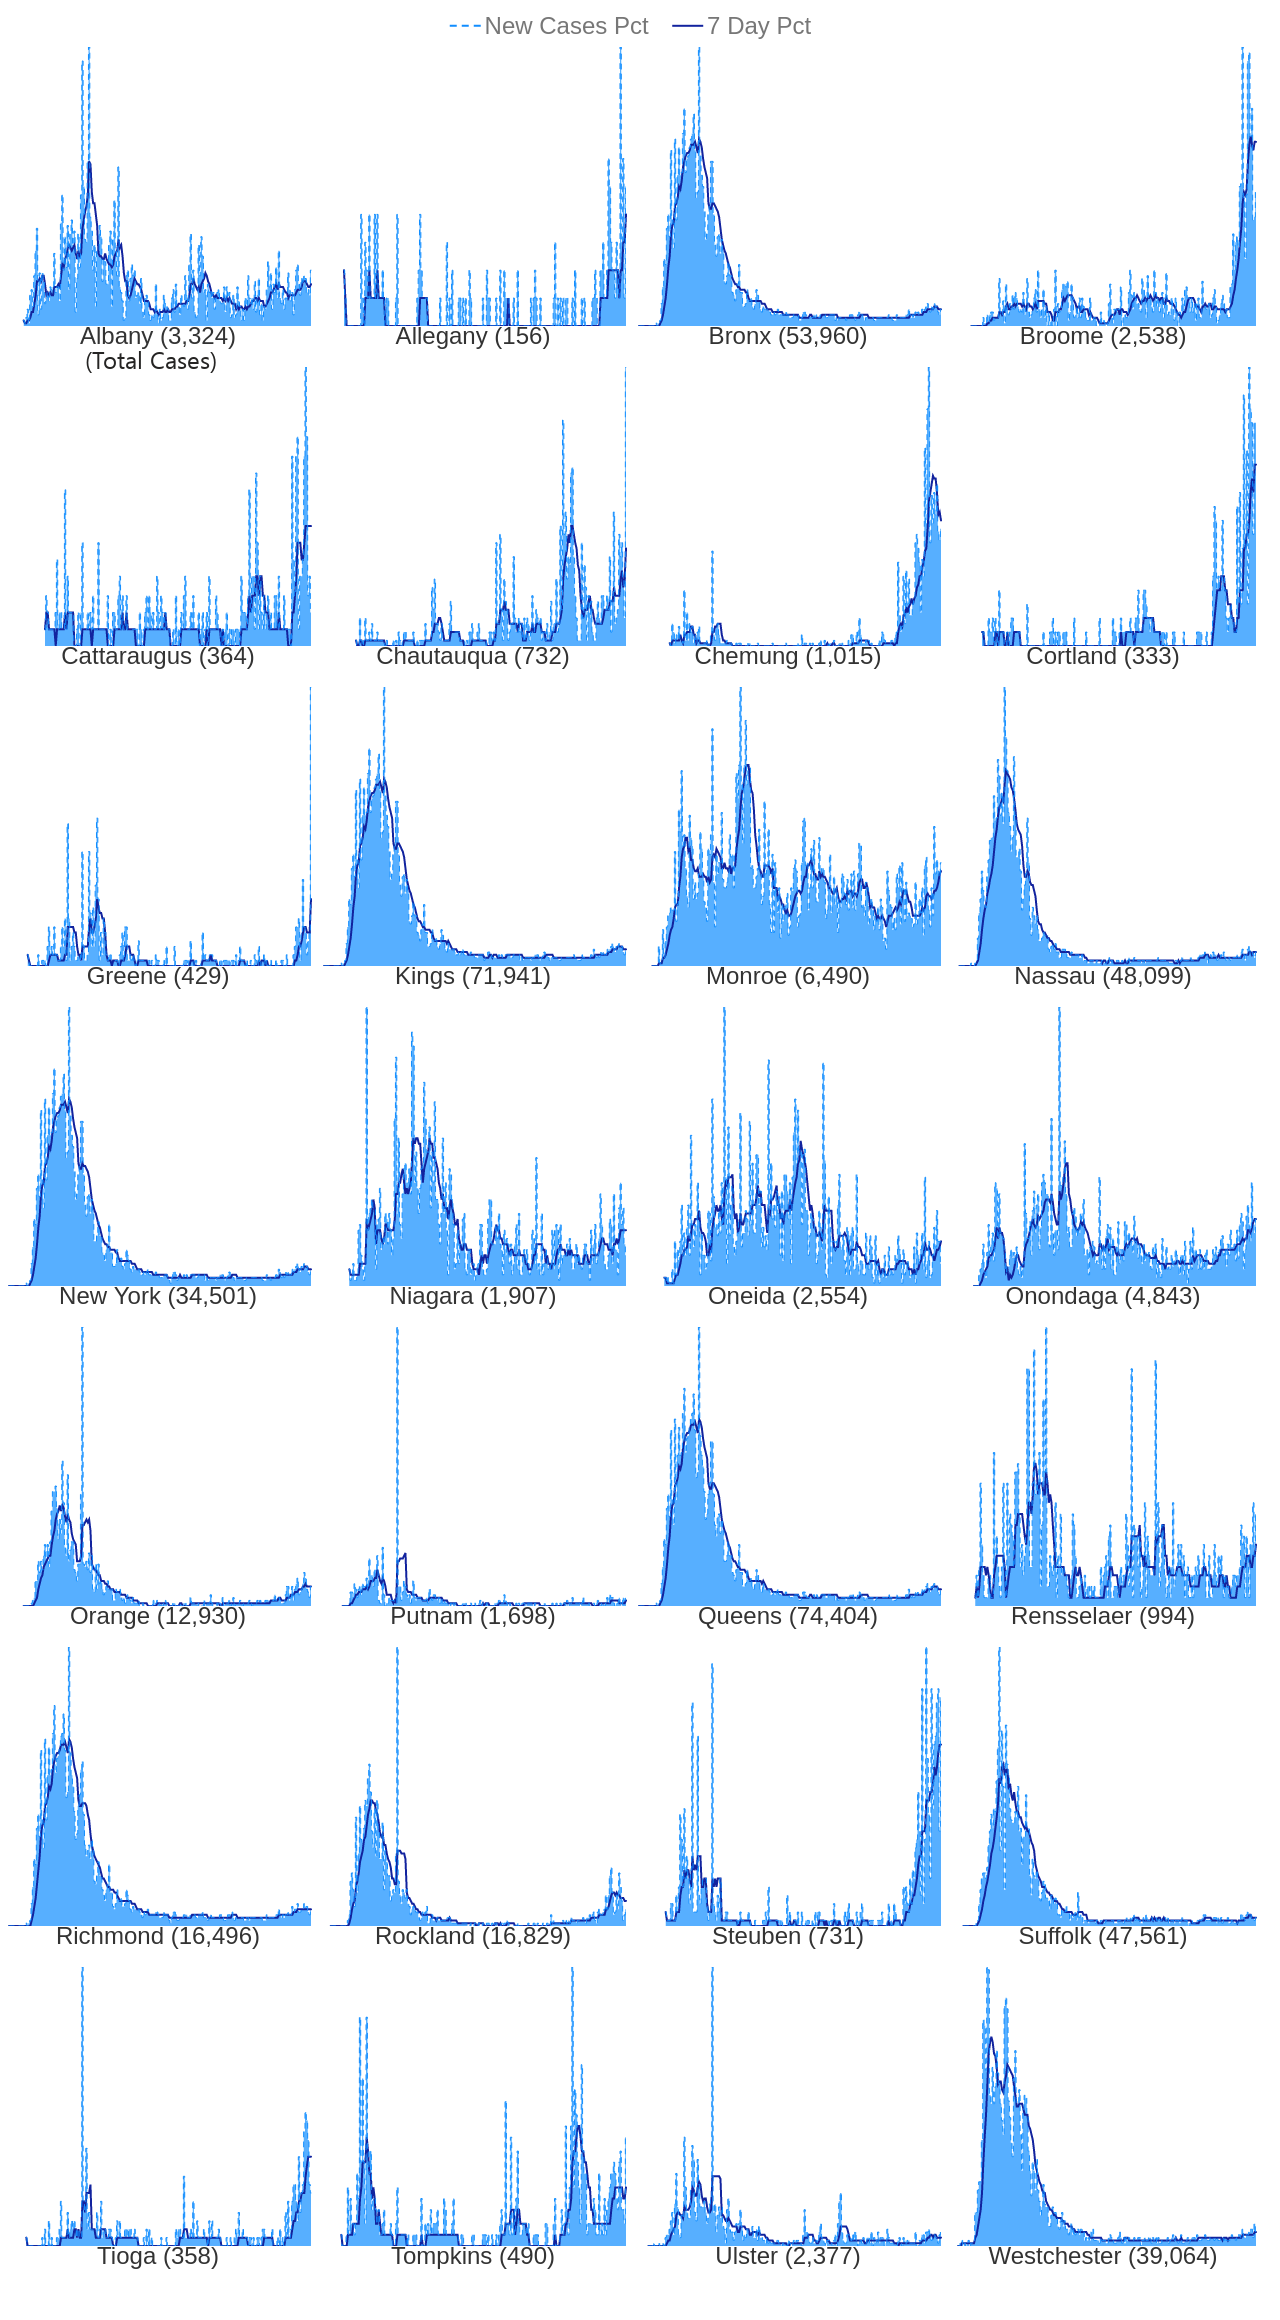 New Cases Pct 7 Day Pct
Albany (3,324) Allegany (156) Bronx (53,960) Broome (2,538)
(Total Cases)
Cattaraugus (364) Chautauqua (732) Chemung (1,015) Cortland (333)
Greene (429) Kings (71,941) Monroe (6,490) Nassau (48,099)
New York (34,501) Niagara (1,907) Oneida (2,554) Onondaga (4,843)
Orange (12,930) Putnam (1,698) Queens (74,404) Rensselaer (994)
Richmond (16,496) Rockland (16,829) Steuben (731) Suffolk (47,561)
Tioga (358) Tompkins (490) Ulster (2,377) Westchester (39,064)